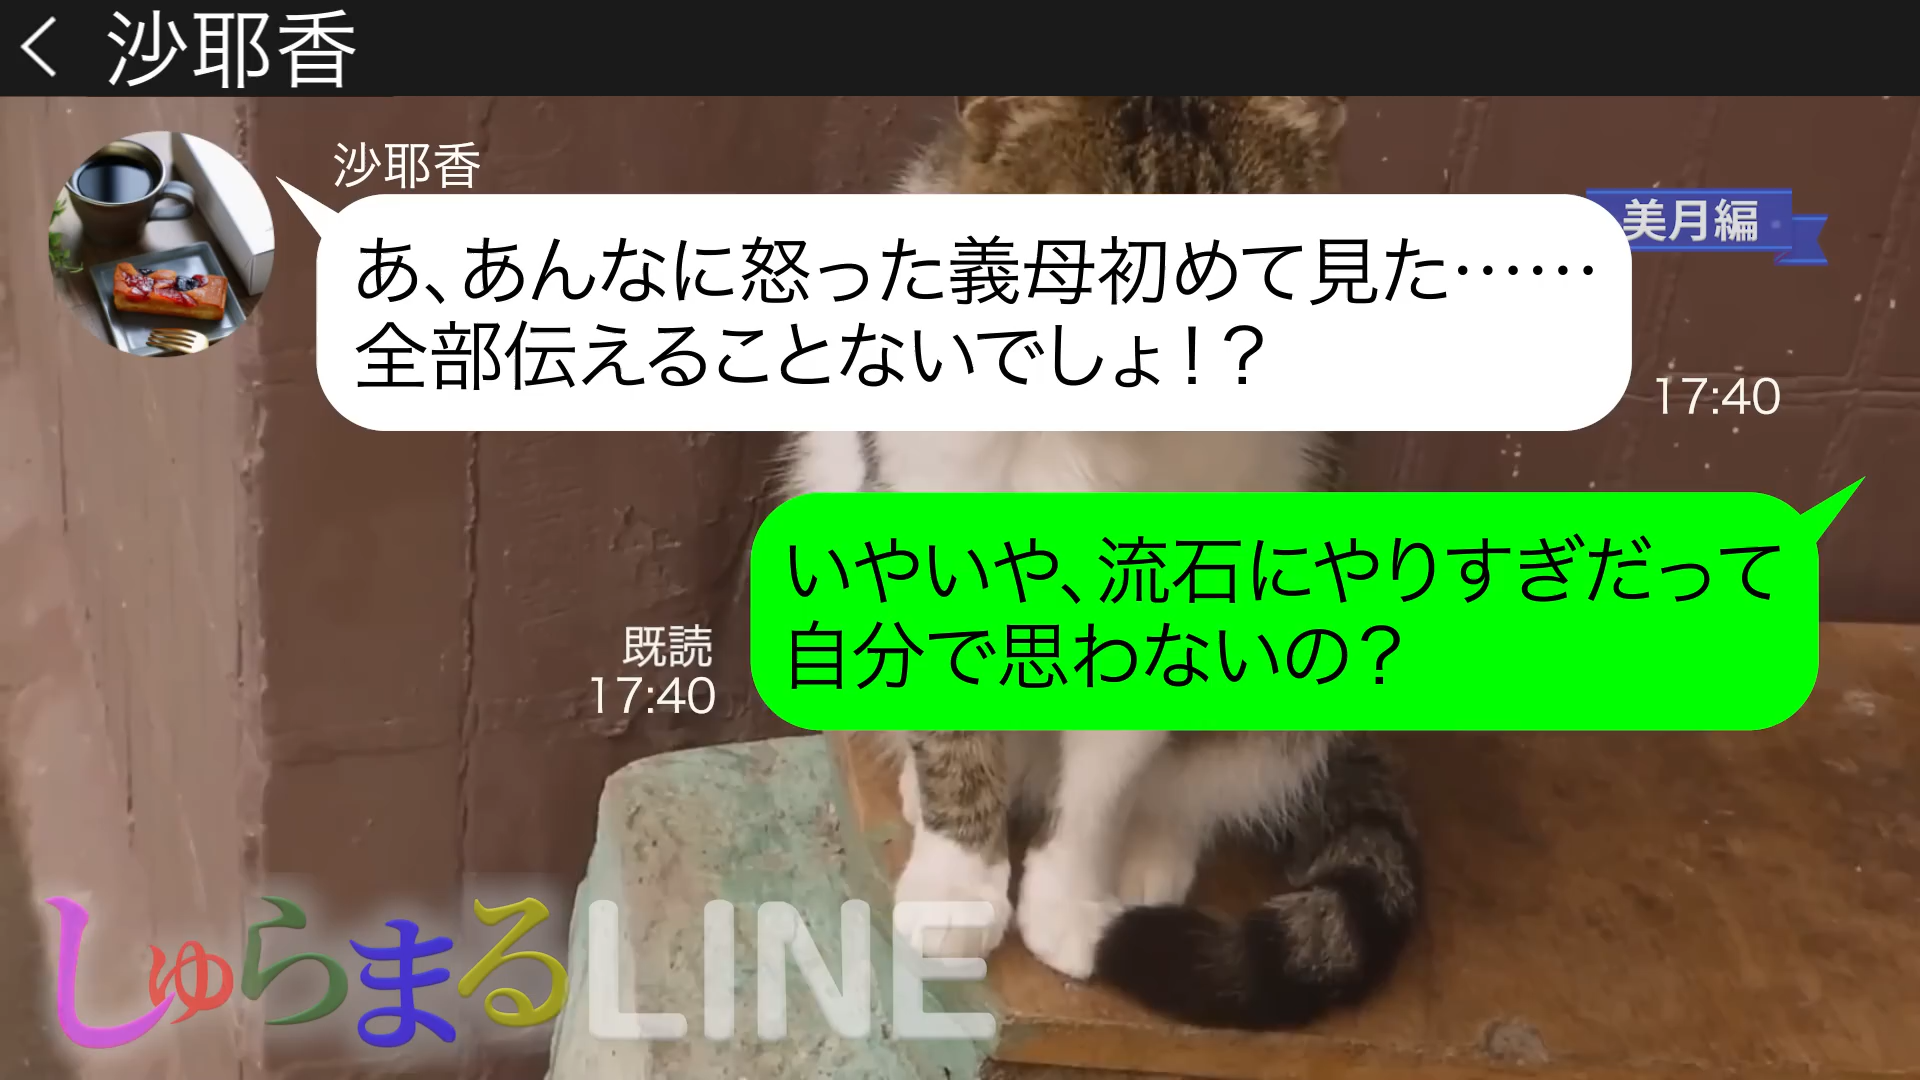 沙耶香
沙耶香
あ、あんなに怒った義母初めて見た……
全部伝えることないでしょ！？
17:40
美月編
いやいや、流石にやりすぎだって
自分で思わないの？
既読
17:40
しゅらまるLINE